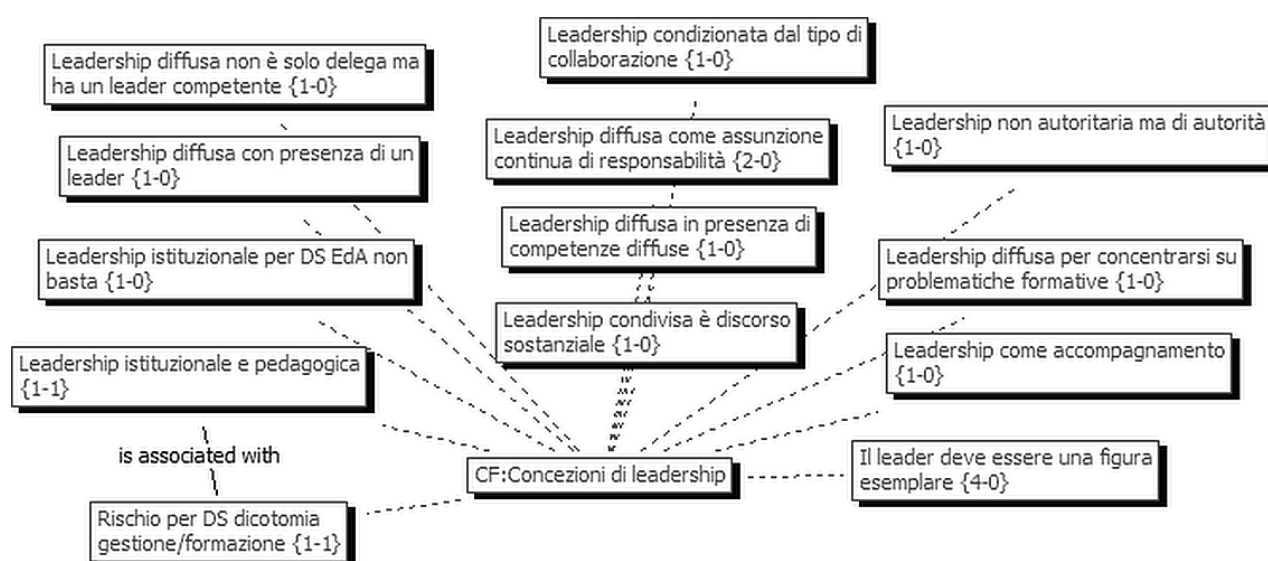 Leadership diffusa non è solo delega ma
ha un leader competente {1-0}
Leadership diffusa con presenza di un
leader {1-0}
Leadership istituzionale per DS EdA non
basta {1-0}
Leadership istituzionale e pedagogica
{1-1}
is associated with
Rischio per DS dicotomia
gestione/formazione {1-1}
Leadership condizionata dal tipo di
collaborazione {1-0}
Leadership diffusa come assunzione
continua di responsabilità {2-0}
Leadership diffusa in presenza di
competenze diffuse {1-0}
Leadership condivisa è discorso
sostanziale {1-0}
CF:Concezioni di leadership
Leadership non autoritaria ma di autorità
{1-0}
Leadership diffusa per concentrarsi su
problematiche formative {1-0}
Leadership come accompagnamento
{1-0}
Il leader deve essere una figura
esemplare {4-0}